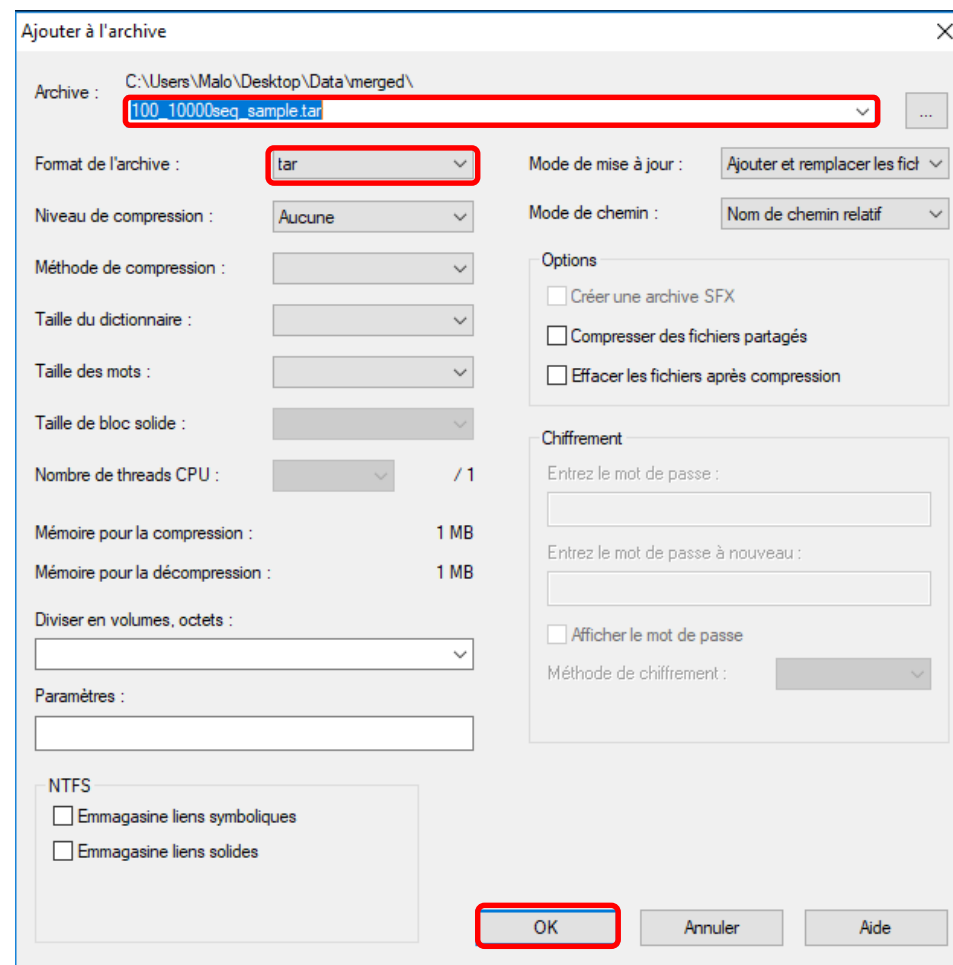 Ajouter à l'archive
Archive :
C:\Users\Malo\Desktop\Data\merged\
100_10000seq_sample.tar
...
Format de l'archive :
tar
Niveau de compression :
Aucune
Méthode de compression :
Taille du dictionnaire :
Taille des mots :
Taille de bloc solide :
Nombre de threads CPU :
/ 1
Mémoire pour la compression :
1 MB
Mémoire pour la décompression :
1 MB
Diviser en volumes, octets :
Paramètres :
NTFS
Emmagasine liens symboliques
Emmagasine liens solides
Mode de mise à jour :
Ajouter et remplacer les fich
Mode de chemin :
Nom de chemin relatif
Options
Créer une archive SFX
Compresser des fichiers partagés
Effacer les fichiers après compression
Chiffrement
Entrez le mot de passe :
Entrez le mot de passe à nouveau :
Afficher le mot de passe
Méthode de chiffrement :
OK
Annuler
Aide